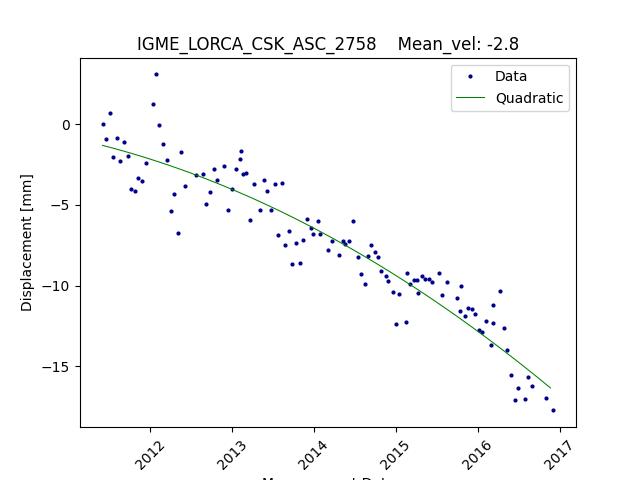 IGME_LORCA_CSK_ASC_2758 Mean_vel: -2.8
Data
Quadratic
0
−5
−10
−15
Displacement [mm]
2012
2013
2014
2015
2016
2017